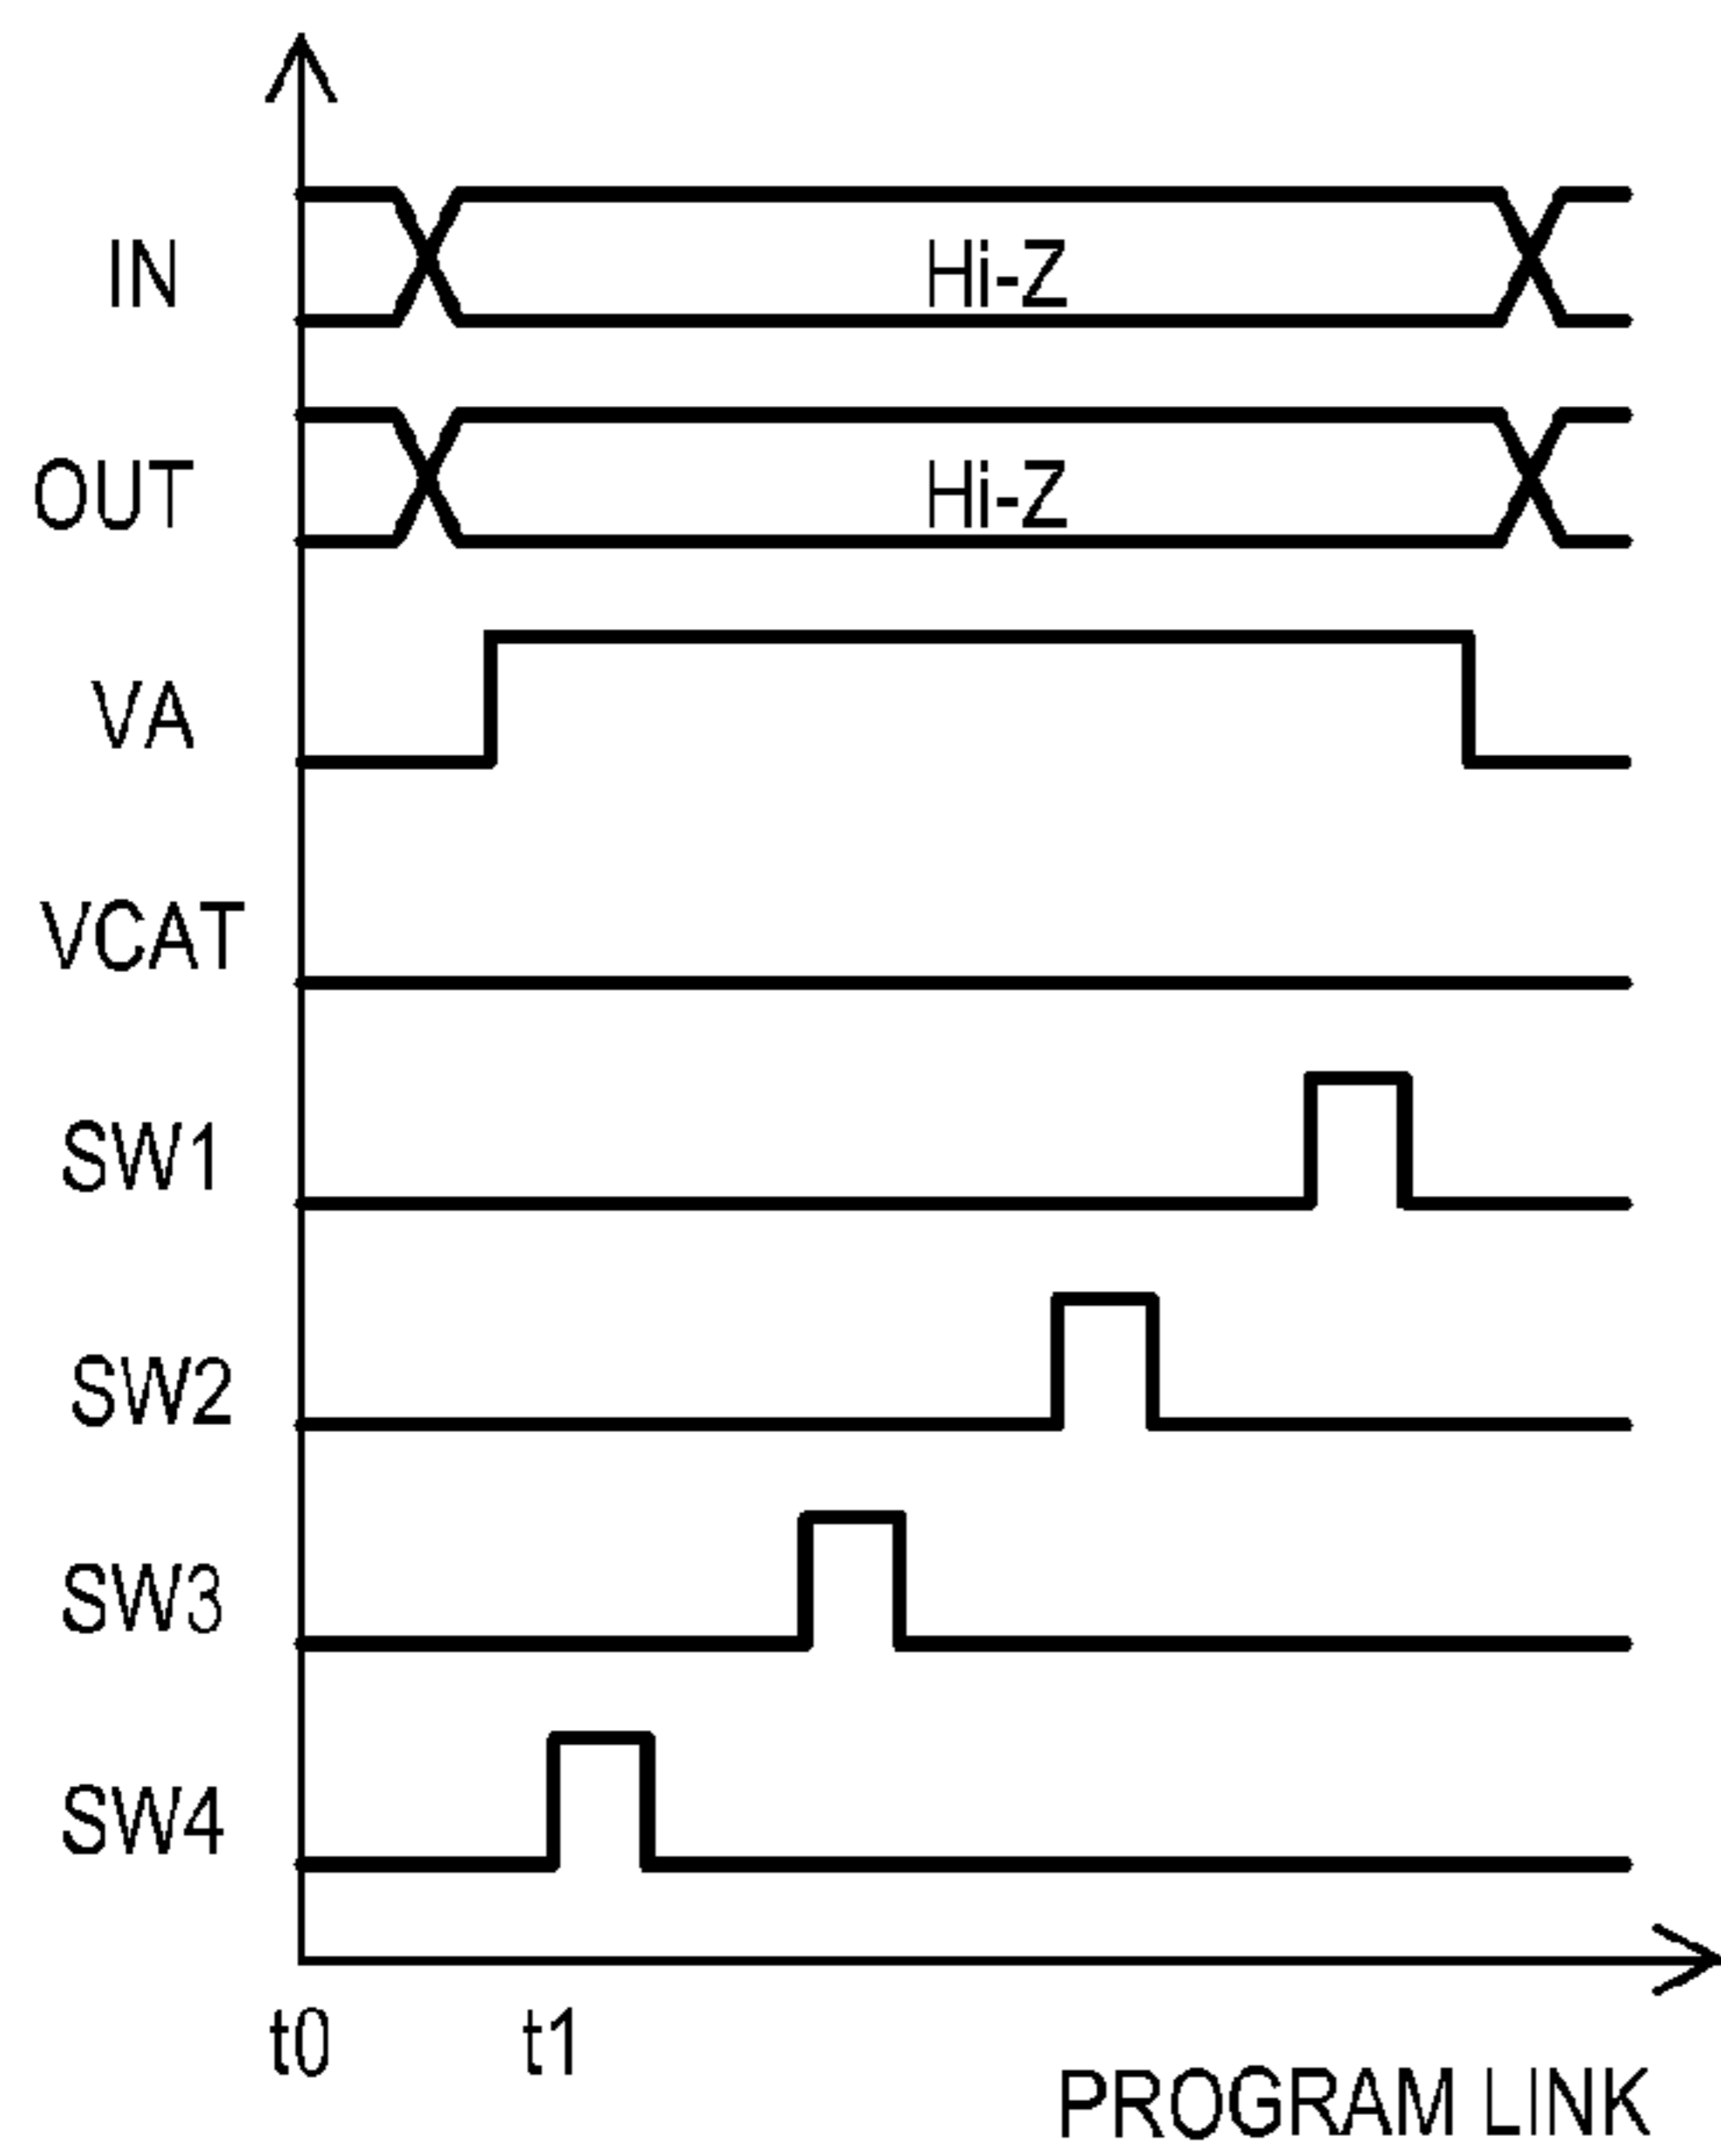 IN Hi-Z
OUT Hi-Z
VA
VCAT
SW1
SW2
SW3
SW4
t0 t1
PROGRAM LINK